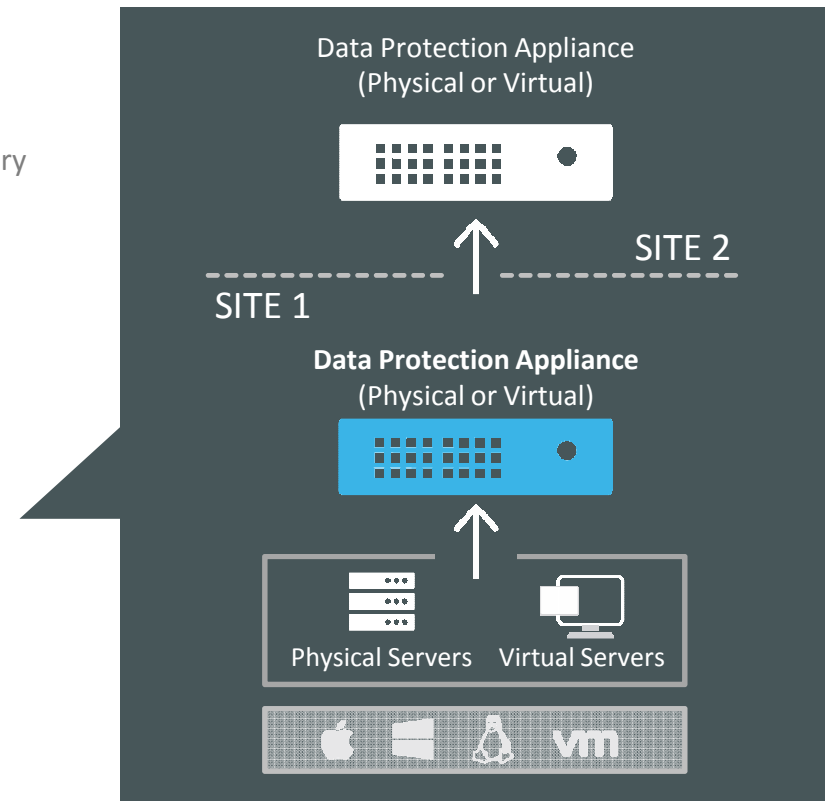 Data Protection Appliance
(Physical or Virtual)
ry
SITE 2
SITE 1
Data Protection Appliance
(Physical or Virtual)
Physical Servers Virtual Servers
vm